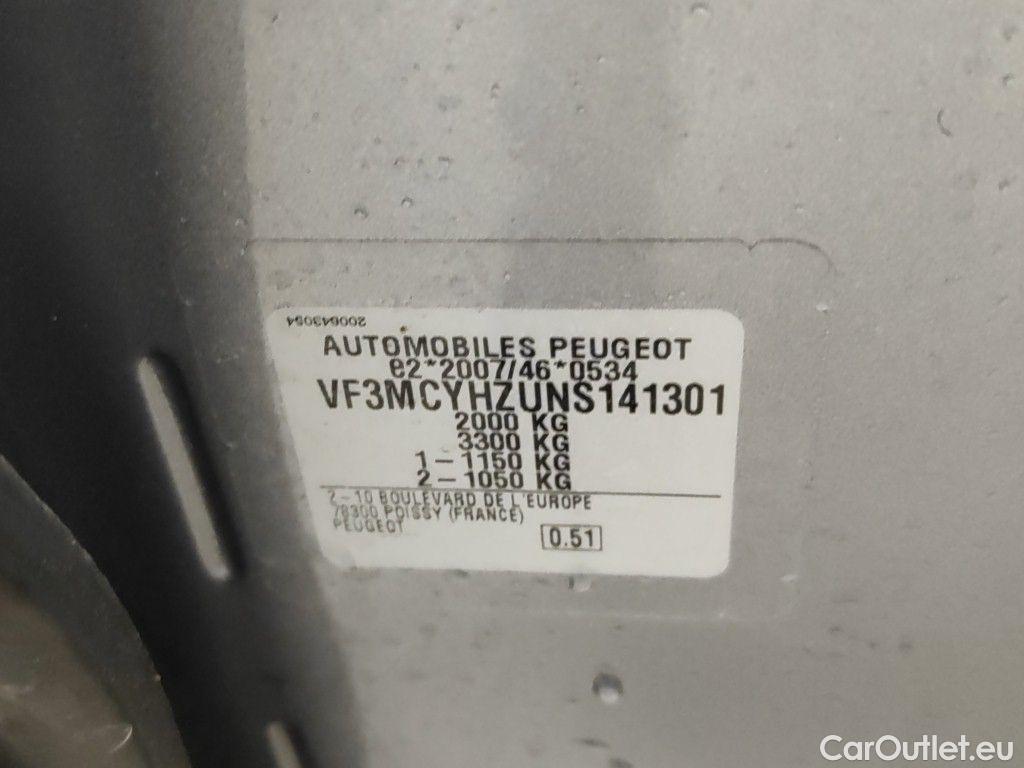 200643054
AUTOMOBILES PEUGEOT
e2*2007/46*0534
VF3MCYHZUNS141301
2000 KG
3300 KG
1 – 1150 KG
2 – 1050 KG
2 – 10 BOULEVARD DE L'EUROPE
78300 POISSY (FRANCE)
PEUGEOT
0.51
CarOutlet.eu